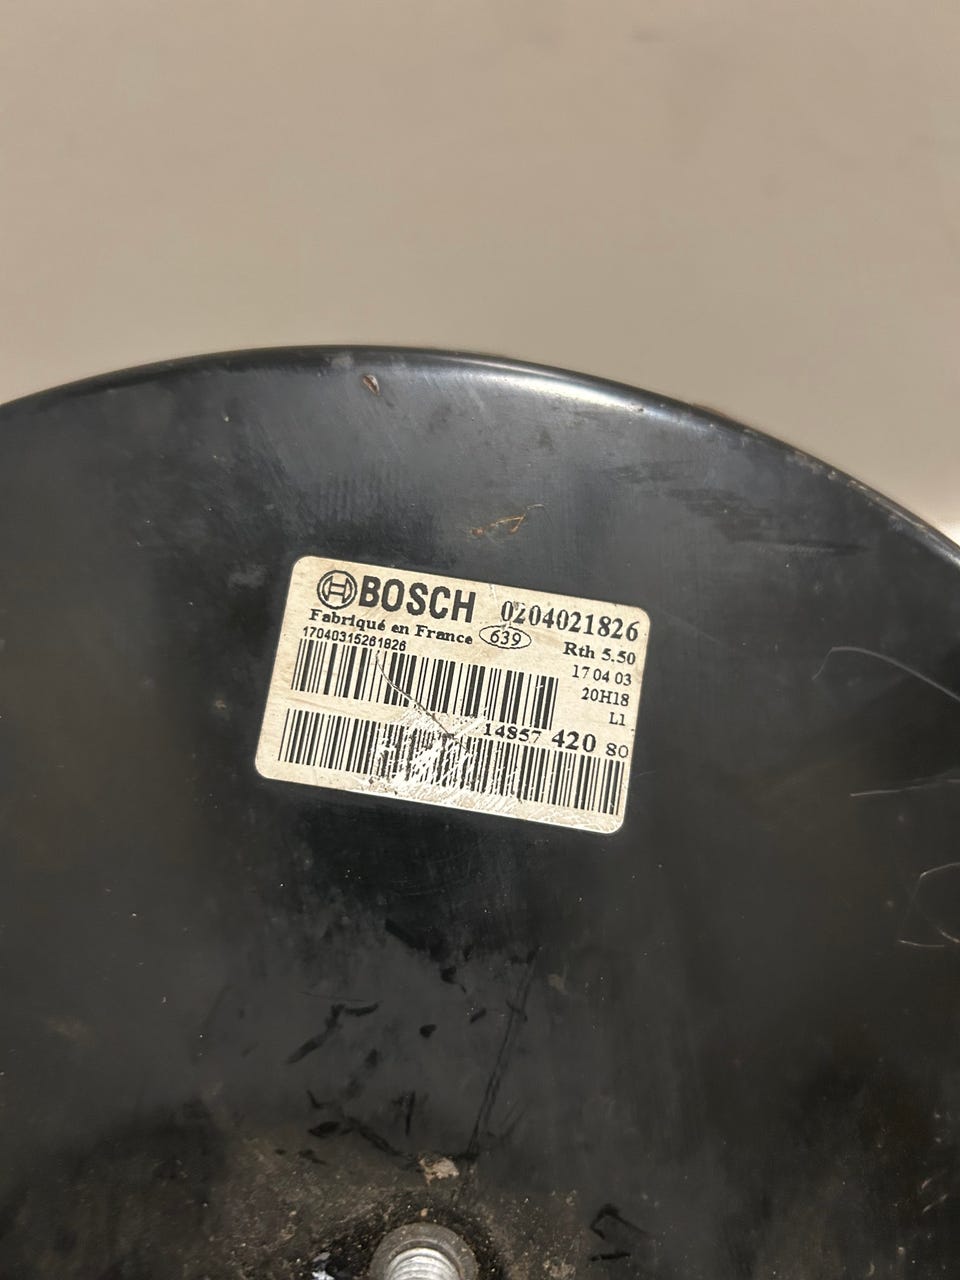 BOSCH 0204021826
Fabriqué en France 639 Rth 5.50
17040315261826
17 04 03
20H18
L1
14857 420 80